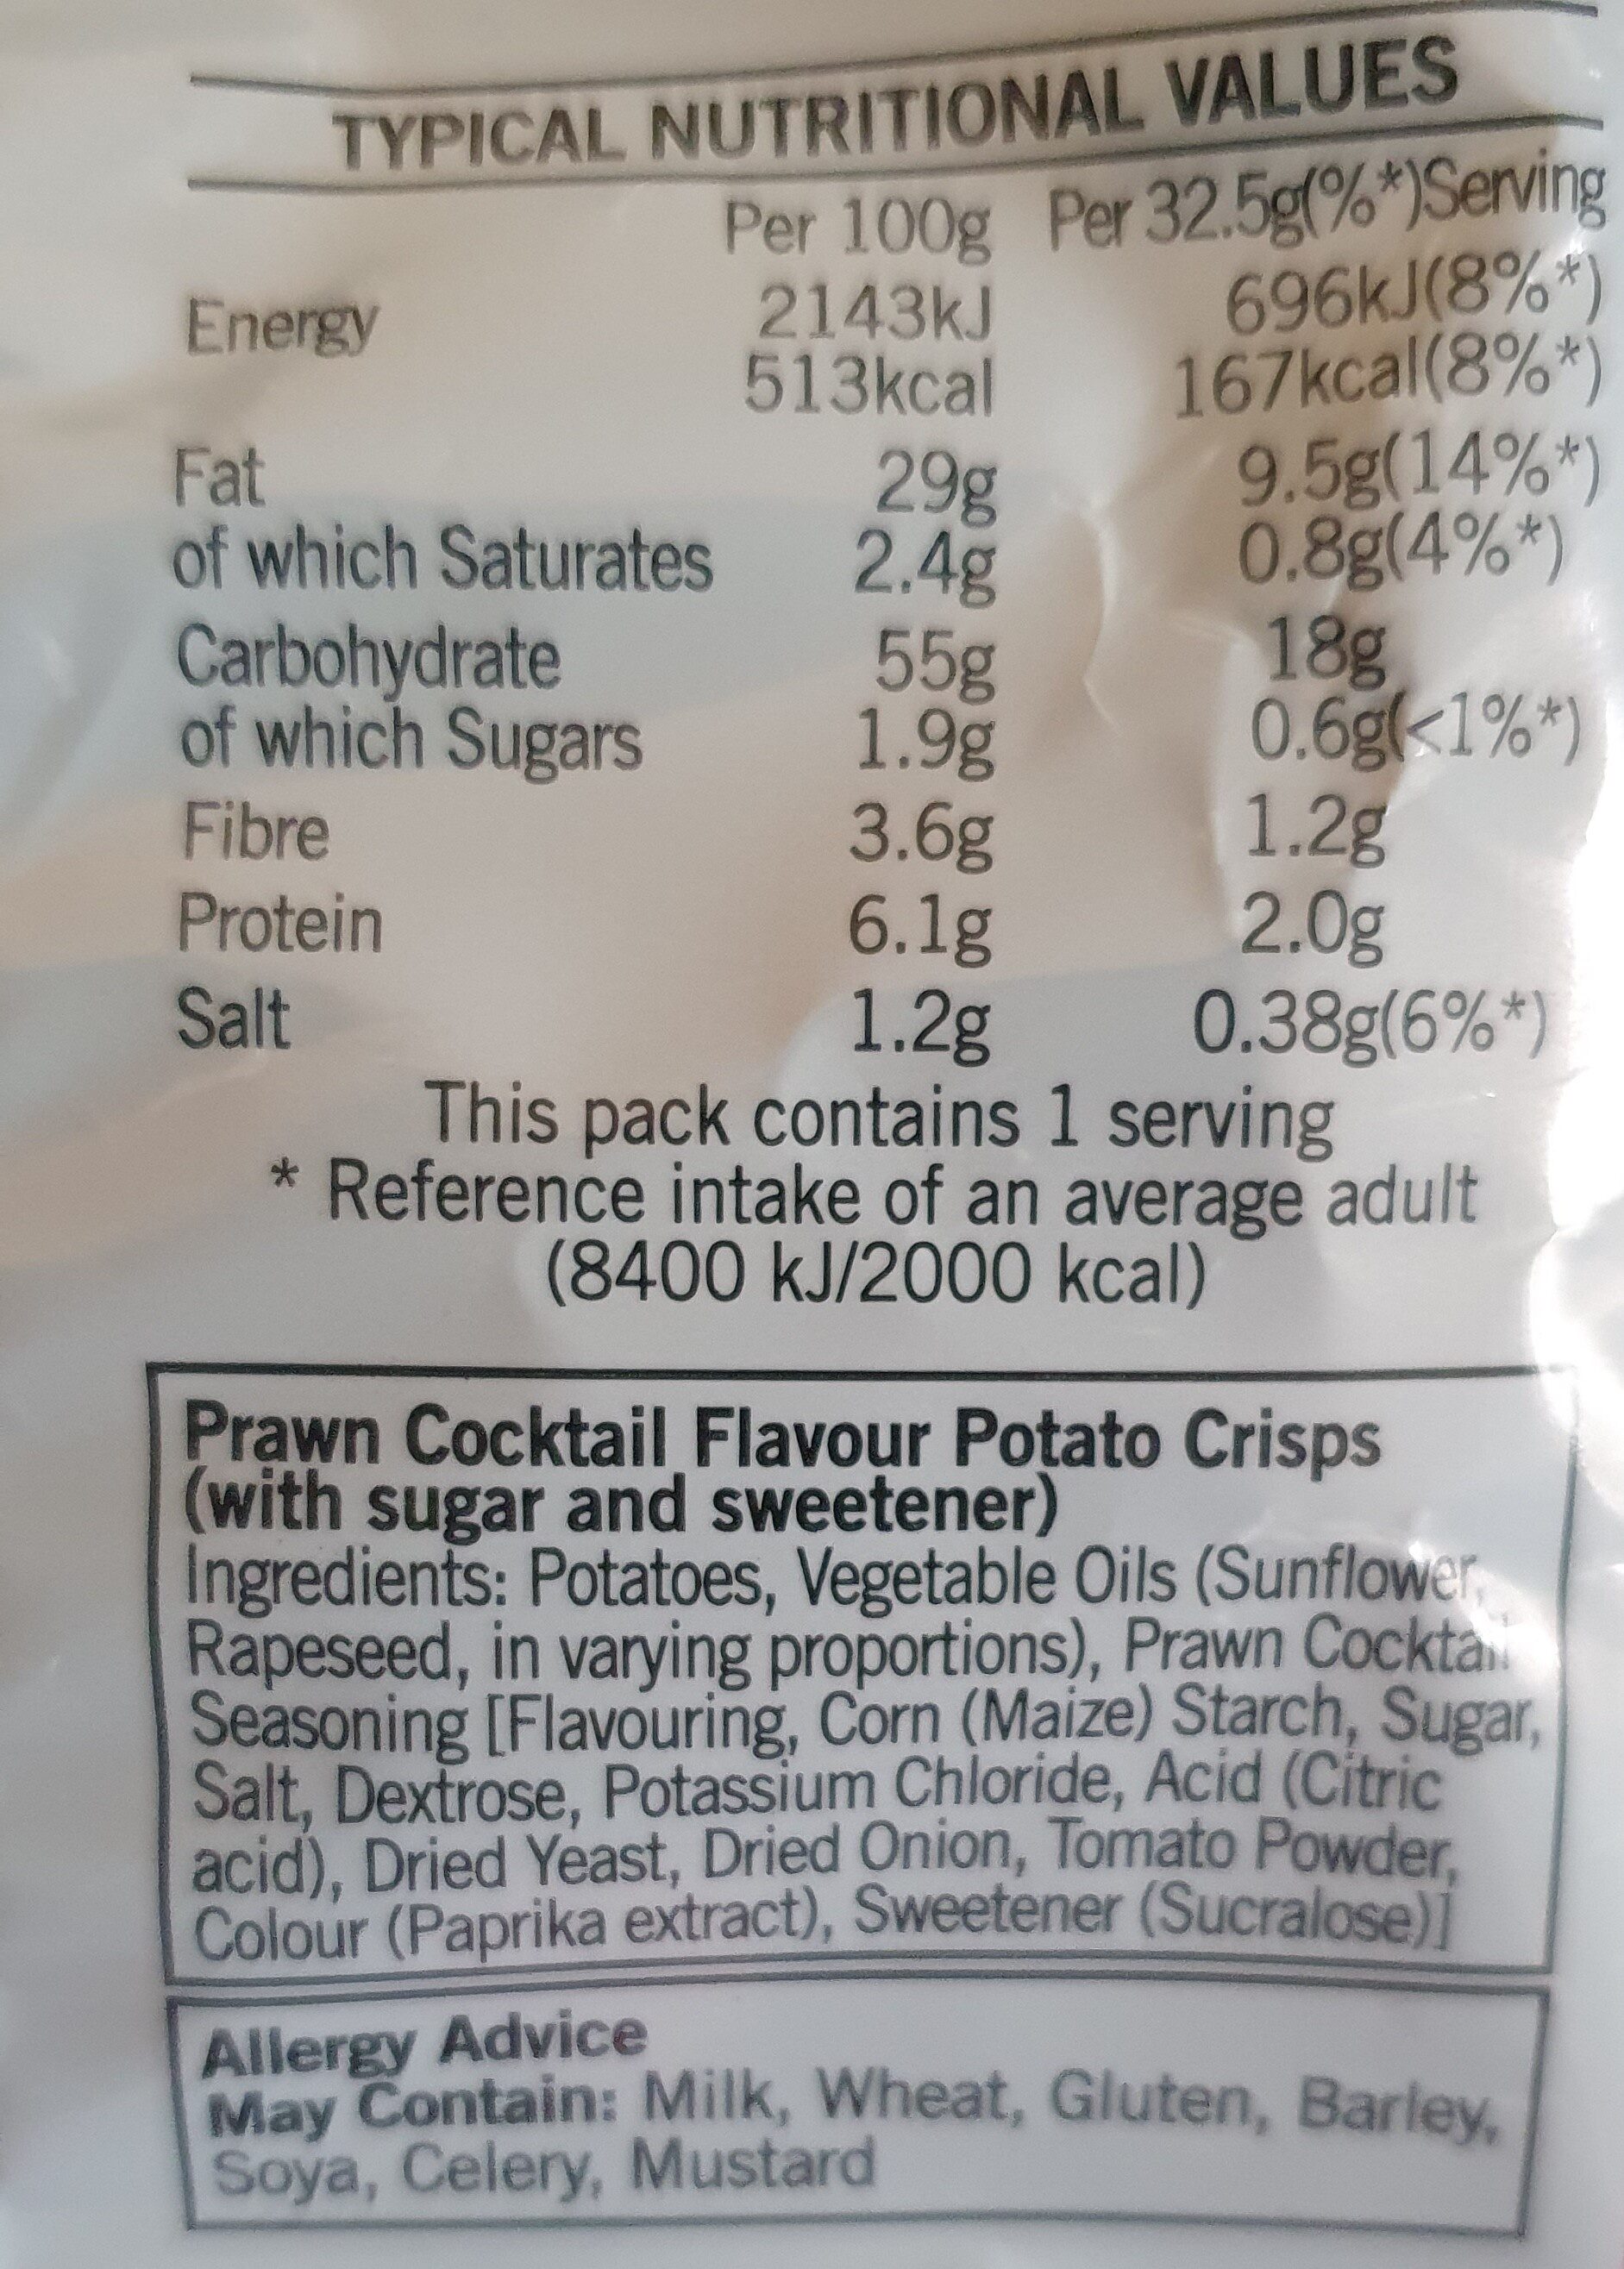 TYPICAL NUTRITIONAL VALUES
Per 100g Per 32.5g(%*)Serving
Energy 2143kJ 696kJ(8%*)
513kcal 167kcal(8%*)
Fat 29g 9.5g(14%*)
of which Saturates 2.4g 0.8g(4%*)
Carbohydrate 55g 18g
of which Sugars 1.9g 0.6g(<1%*)
Fibre 3.6g 1.2g
Protein 6.1g 2.0g
Salt 1.2g 0.38g(6%*)
This pack contains 1 serving
* Reference intake of an average adult
(8400 kJ/2000 kcal)
Prawn Cocktail Flavour Potato Crisps
(with sugar and sweetener)
Ingredients: Potatoes, Vegetable Oils (Sunflower,
Rapeseed, in varying proportions), Prawn Cocktail
Seasoning [Flavouring, Corn (Maize) Starch, Sugar,
Salt, Dextrose, Potassium Chloride, Acid (Citric
acid), Dried Yeast, Dried Onion, Tomato Powder,
Colour (Paprika extract), Sweetener (Sucralose)]
Allergy Advice
May Contain: Milk, Wheat, Gluten, Barley,
Soya, Celery, Mustard